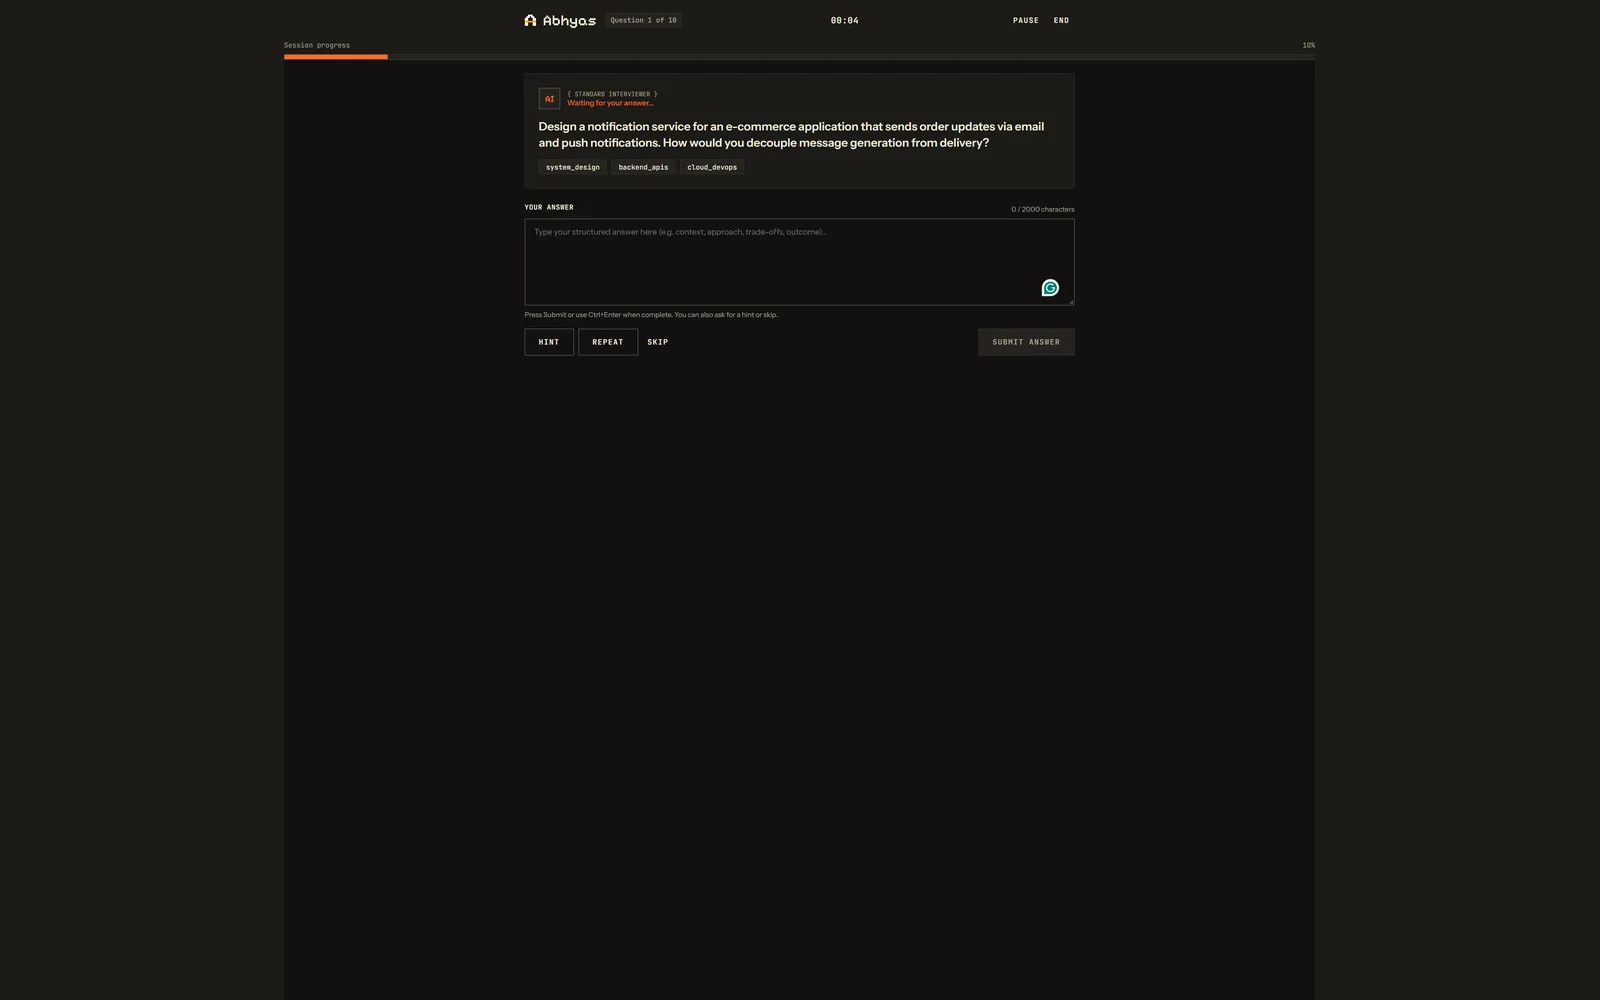 Abhyas
Question 1 of 10
00:04
PAUSE
END
Session progress
10%
AI
{ STANDARD INTERVIEWER }
Waiting for your answer...
Design a notification service for an e-commerce application that sends order updates via email
and push notifications. How would you decouple message generation from delivery?
system_design
backend_apis
cloud_devops
YOUR ANSWER
0 / 2000 characters
Type your structured answer here (e.g. context, approach, trade-offs, outcome)...
Press Submit or use Ctrl+Enter when complete. You can also ask for a hint or skip.
HINT
REPEAT
SKIP
SUBMIT ANSWER